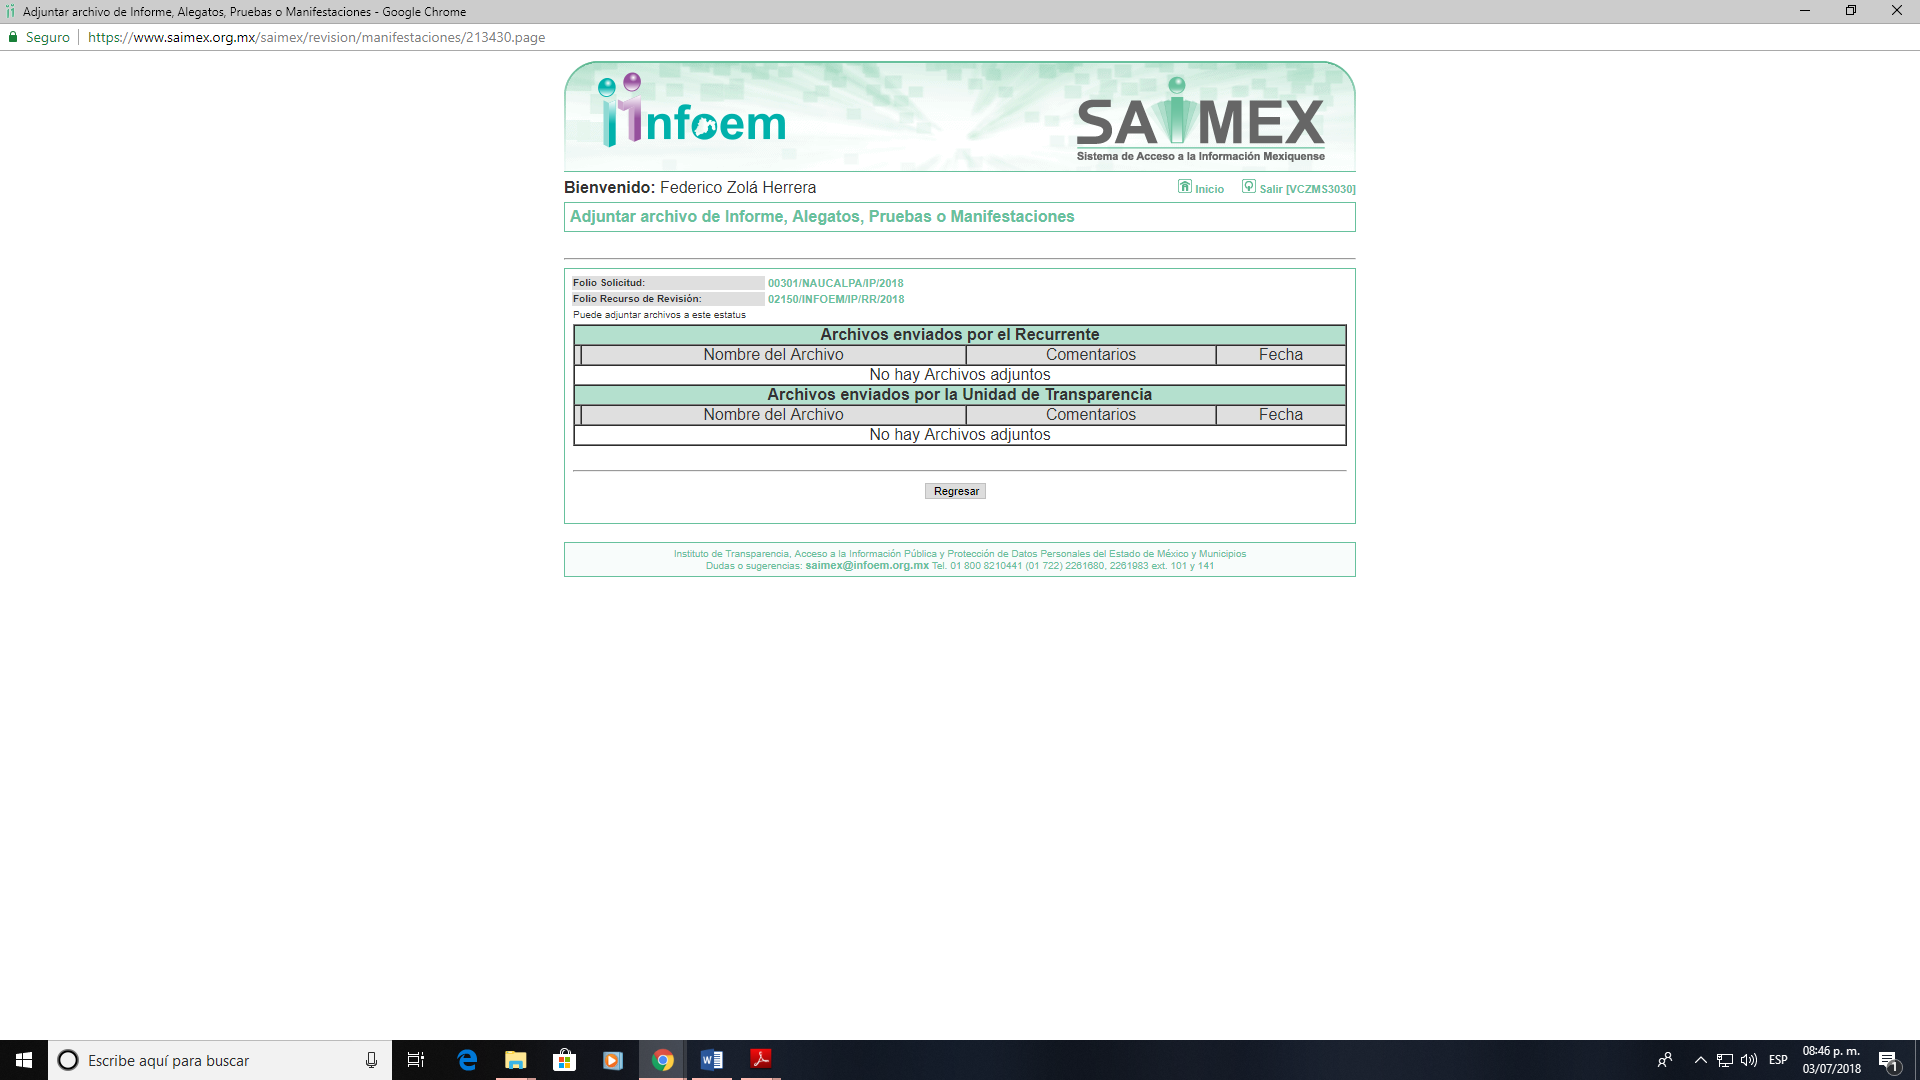 Adjuntar archivo de Informe, Alegatos, Pruebas o Manifestaciones - Google Chrome
Seguro | https://www.saimex.org.mx/saimex/revision/manifestaciones/213430.page
infoem
SAIMEX
Sistema de Acceso a la Información Mexiquense
Bienvenido: Federico Zolá Herrera
Inicio Salir [VCZMS3030]
Adjuntar archivo de Informe, Alegatos, Pruebas o Manifestaciones
Folio Solicitud: 00301/NAUCALPA/IP/2018
Folio Recurso de Revisión: 02150/INFOEM/IP/RR/2018
Puede adjuntar archivos a este estatus
Archivos enviados por el Recurrente
Nombre del Archivo Comentarios Fecha
No hay Archivos adjuntos
Archivos enviados por la Unidad de Transparencia
Nombre del Archivo Comentarios Fecha
No hay Archivos adjuntos
Regresar
Instituto de Transparencia, Acceso a la Información Pública y Protección de Datos Personales del Estado de México y Municipios
Dudas o sugerencias: saimex@infoem.org.mx Tel. 01 800 8210441 (01 722) 2261680, 2261983 ext. 101 y 141
Escribe aquí para buscar
ESP
08:46 p. m.
03/07/2018
1